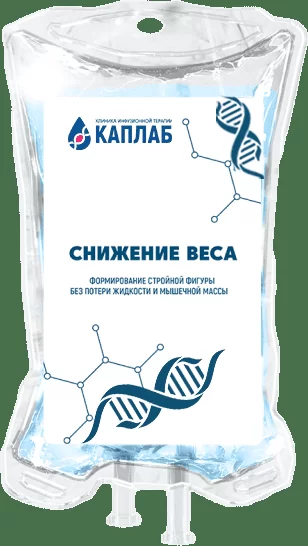 КЛИНИКА ИНФУЗИОННОЙ ТЕРАПИИ
КАПЛАБ
СНИЖЕНИЕ ВЕСА
ФОРМИРОВАНИЕ СТРОЙНОЙ ФИГУРЫ
БЕЗ ПОТЕРИ ЖИДКОСТИ И МЫШЕЧНОЙ МАССЫ